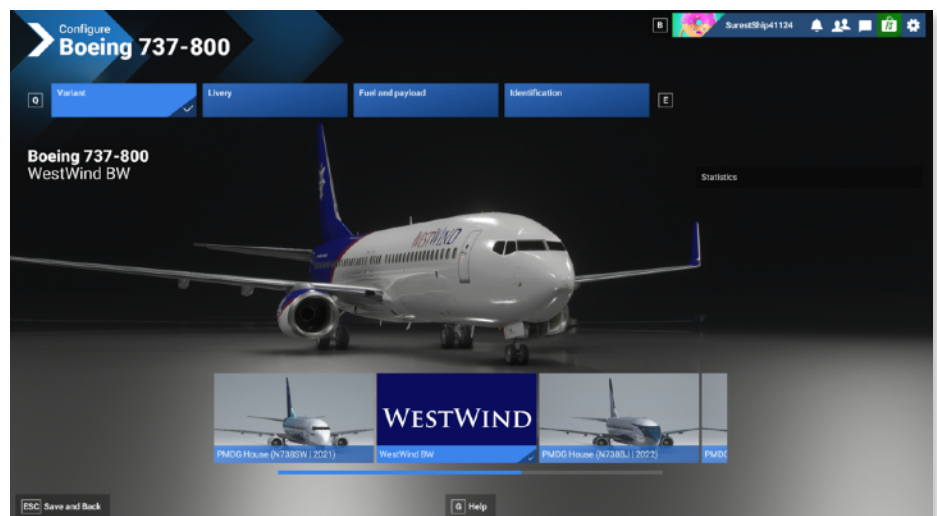 Configure
Boeing 737-800
B
SurestShip41124
Q
Variant
Livery
Fuel and payload
Identification
E
Boeing 737-800
WestWind BW
Statistics
WESTWIND
WESTWIND
PMDG House (N738SW | 2021)
WestWind BW
PMDG House (N738BJ | 2022)
PMDG
ESC Save and Back
G Help